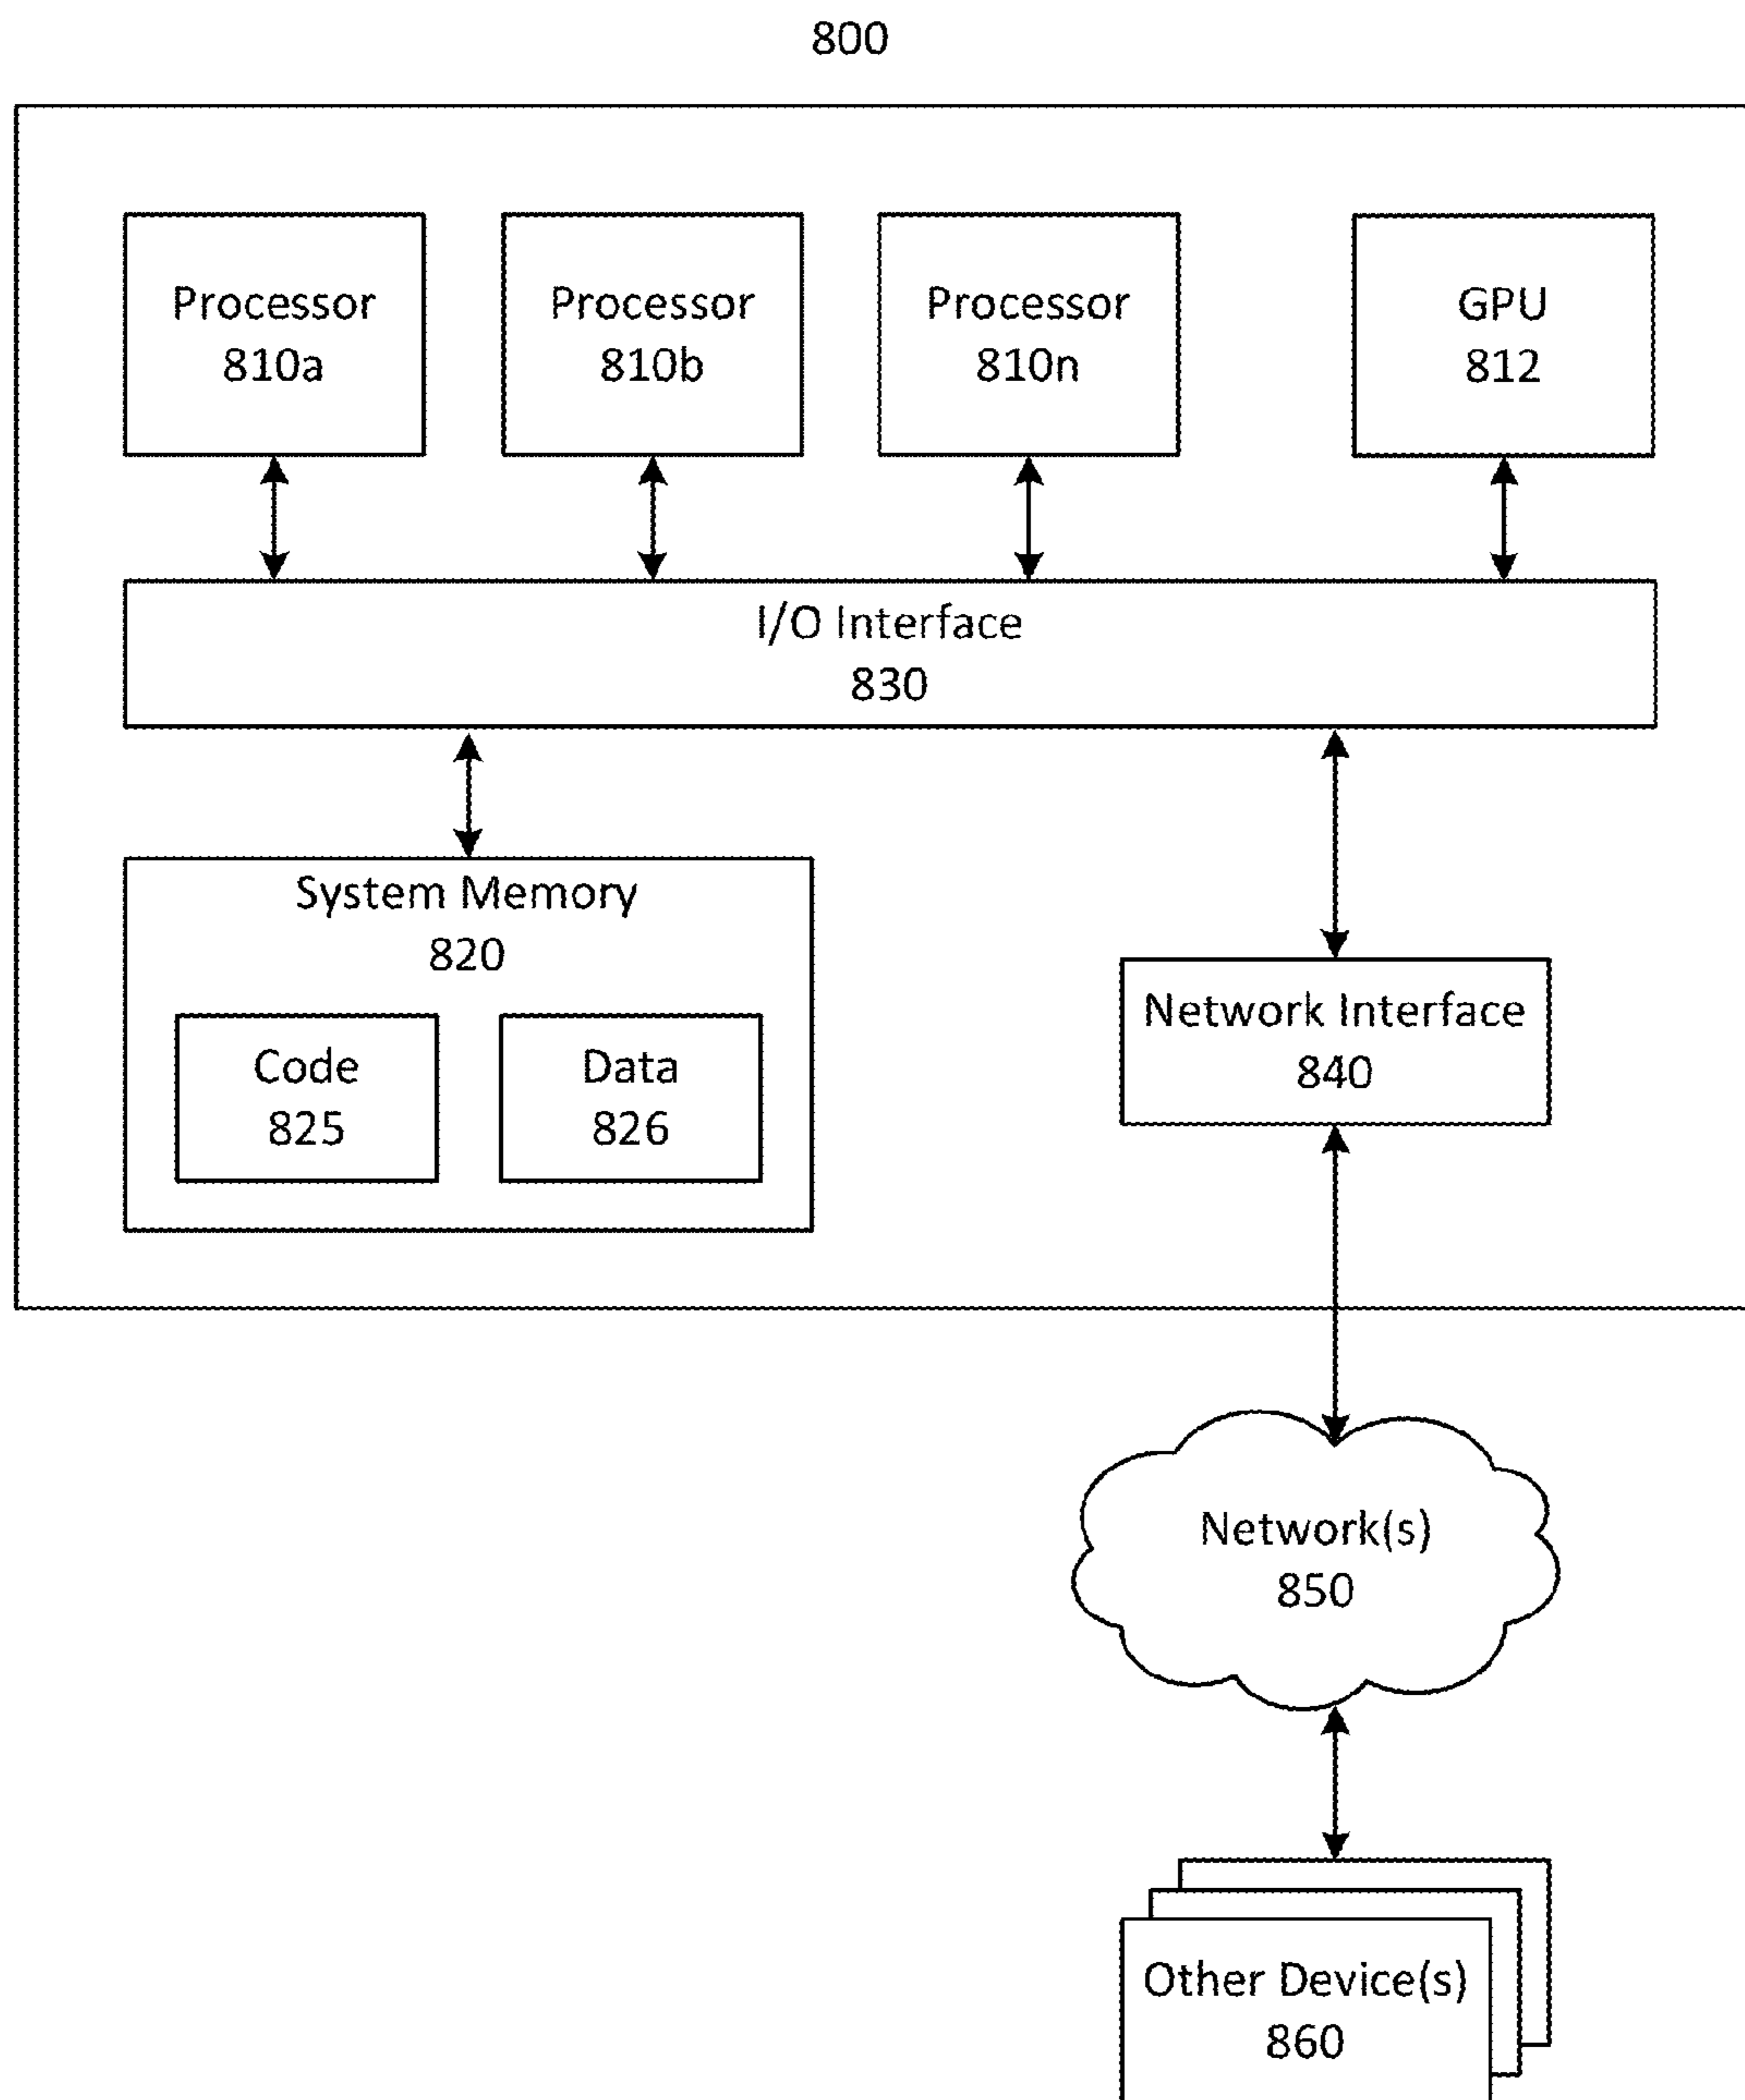 800
Processor
810a
Processor
810b
Processor
810n
GPU
812
I/O Interface
830
System Memory
820
Code
825
Data
826
Network Interface
840
Network(s)
850
Other Device(s)
860